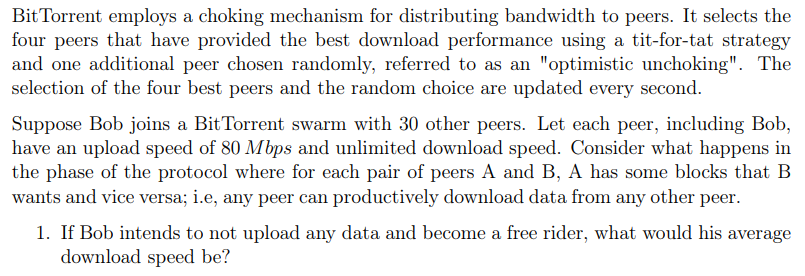 BitTorrent employs a choking mechanism for distributing bandwidth to peers. It selects the
four peers that have provided the best download performance using a tit-for-tat strategy
and one additional peer chosen randomly, referred to as an "optimistic unchoking". The
selection of the four best peers and the random choice are updated every second.
Suppose Bob joins a BitTorrent swarm with 30 other peers. Let each peer, including Bob,
have an upload speed of 80 Mbps and unlimited download speed. Consider what happens in
the phase of the protocol where for each pair of peers A and B, A has some blocks that B
wants and vice versa; i.e, any peer can productively download data from any other peer.
1. If Bob intends to not upload any data and become a free rider, what would his average
download speed be?